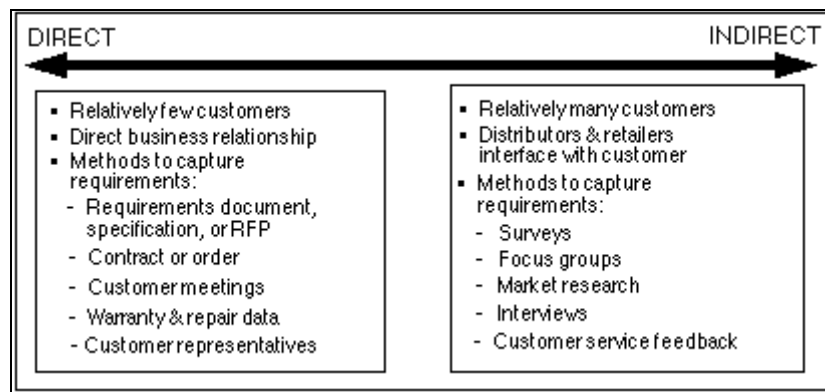 DIRECT
INDIRECT
▪ Relatively few customers
▪ Direct business relationship
▪ Methods to capture
requirements:
- Requirements document,
specification, or RFP
- Contract or order
- Customer meetings
- Warranty & repair data
- Customer representatives
▪ Relatively many customers
▪ Distributors & retailers
interface with customer
▪ Methods to capture
requirements:
- Surveys
- Focus groups
- Market research
- Interviews
- Customer service feedback